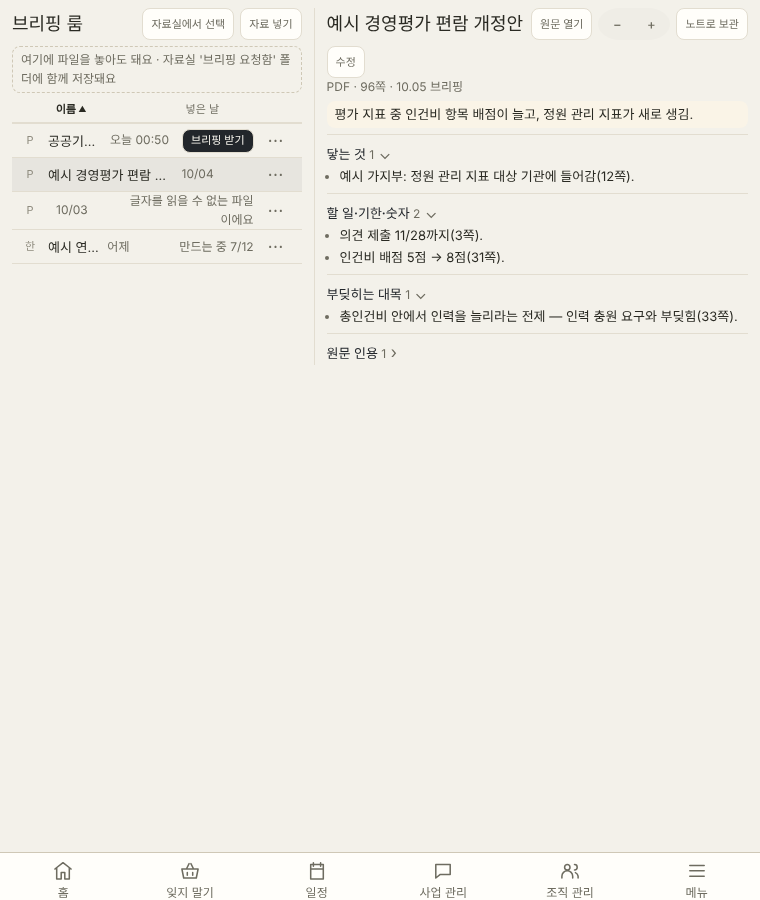 브리핑 룸
자료실에서 선택
자료 넣기
여기에 파일을 놓아도 돼요 · 자료실 '브리핑 요청함' 폴
더에 함께 저장돼요
이름▲ 넣은 날
P 공공기... 오늘 00:50 브리핑 받기 ···
P 예시 경영평가 편람 ... 10/04 ···
P 10/03 글자를 읽을 수 없는 파일
이에요 ···
한 예시 연... 어제 만드는 중 7/12 ···
예시 경영평가 편람 개정안
원문 열기
− +
노트로 보관
수정
PDF · 96쪽 · 10.05 브리핑
평가 지표 중 인건비 항목 배점이 늘고, 정원 관리 지표가 새로 생김.
닿는 것 1
• 예시 가지부: 정원 관리 지표 대상 기관에 들어감(12쪽).
할 일·기한·숫자 2
• 의견 제출 11/28까지(3쪽).
• 인건비 배점 5점 → 8점(31쪽).
부딪히는 대목 1
• 총인건비 안에서 인력을 늘리라는 전제 — 인력 충원 요구와 부딪힘(33쪽).
원문 인용 1
홈
잊지 말기
일정
사업 관리
조직 관리
메뉴